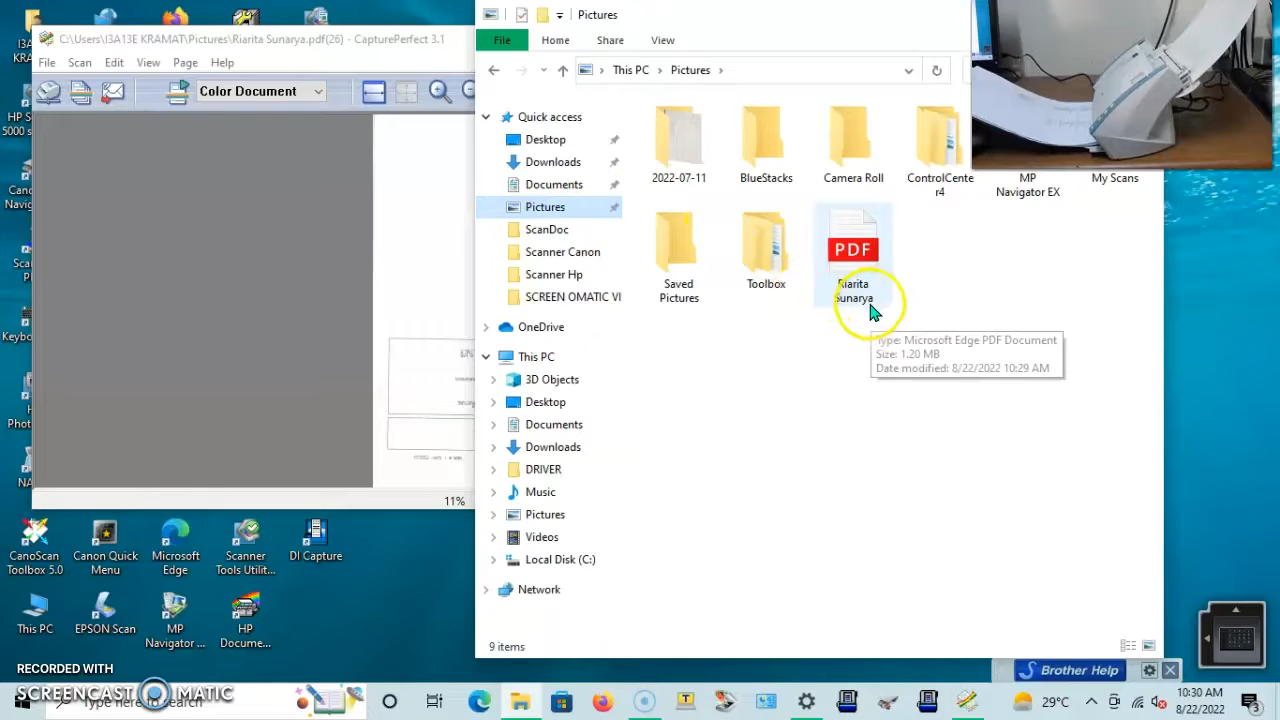 C:\Users\I3A13E KRAMAT\Pictures\Riarita Sunarya.pdf(26) - CapturePerfect 3.1
File Scan Edit View Page Help
Color Document
11%
Pictures
File Home Share View
This PC > Pictures >
Quick access
Desktop
Downloads
Documents
Pictures
ScanDoc
Scanner Canon
Scanner Hp
SCREEN OMATIC VI
OneDrive
This PC
3D Objects
Desktop
Documents
Downloads
DRIVER
Music
Pictures
Videos
Local Disk (C:)
Network
9 items
2022-07-11
BlueStacks
Camera Roll
ControlCente
r4
MP
Navigator EX
My Scans
Saved
Pictures
Toolbox
PDF
Riarita
Sunarya
Type: Microsoft Edge PDF Document
Size: 1.20 MB
Date modified: 8/22/2022 10:29 AM
CanoScan
Toolbox 5.0
Canon Quick
Menu
Microsoft
Edge
Scanner
Tools Utilit...
DI Capture
This PC
EPSON Scan
MP
Navigator ...
HP
Docume...
RECORDED WITH
SCREENCAST-O-MATIC
Type here to search
Brother Help
29°C
10:30 AM
8/22/2022
3